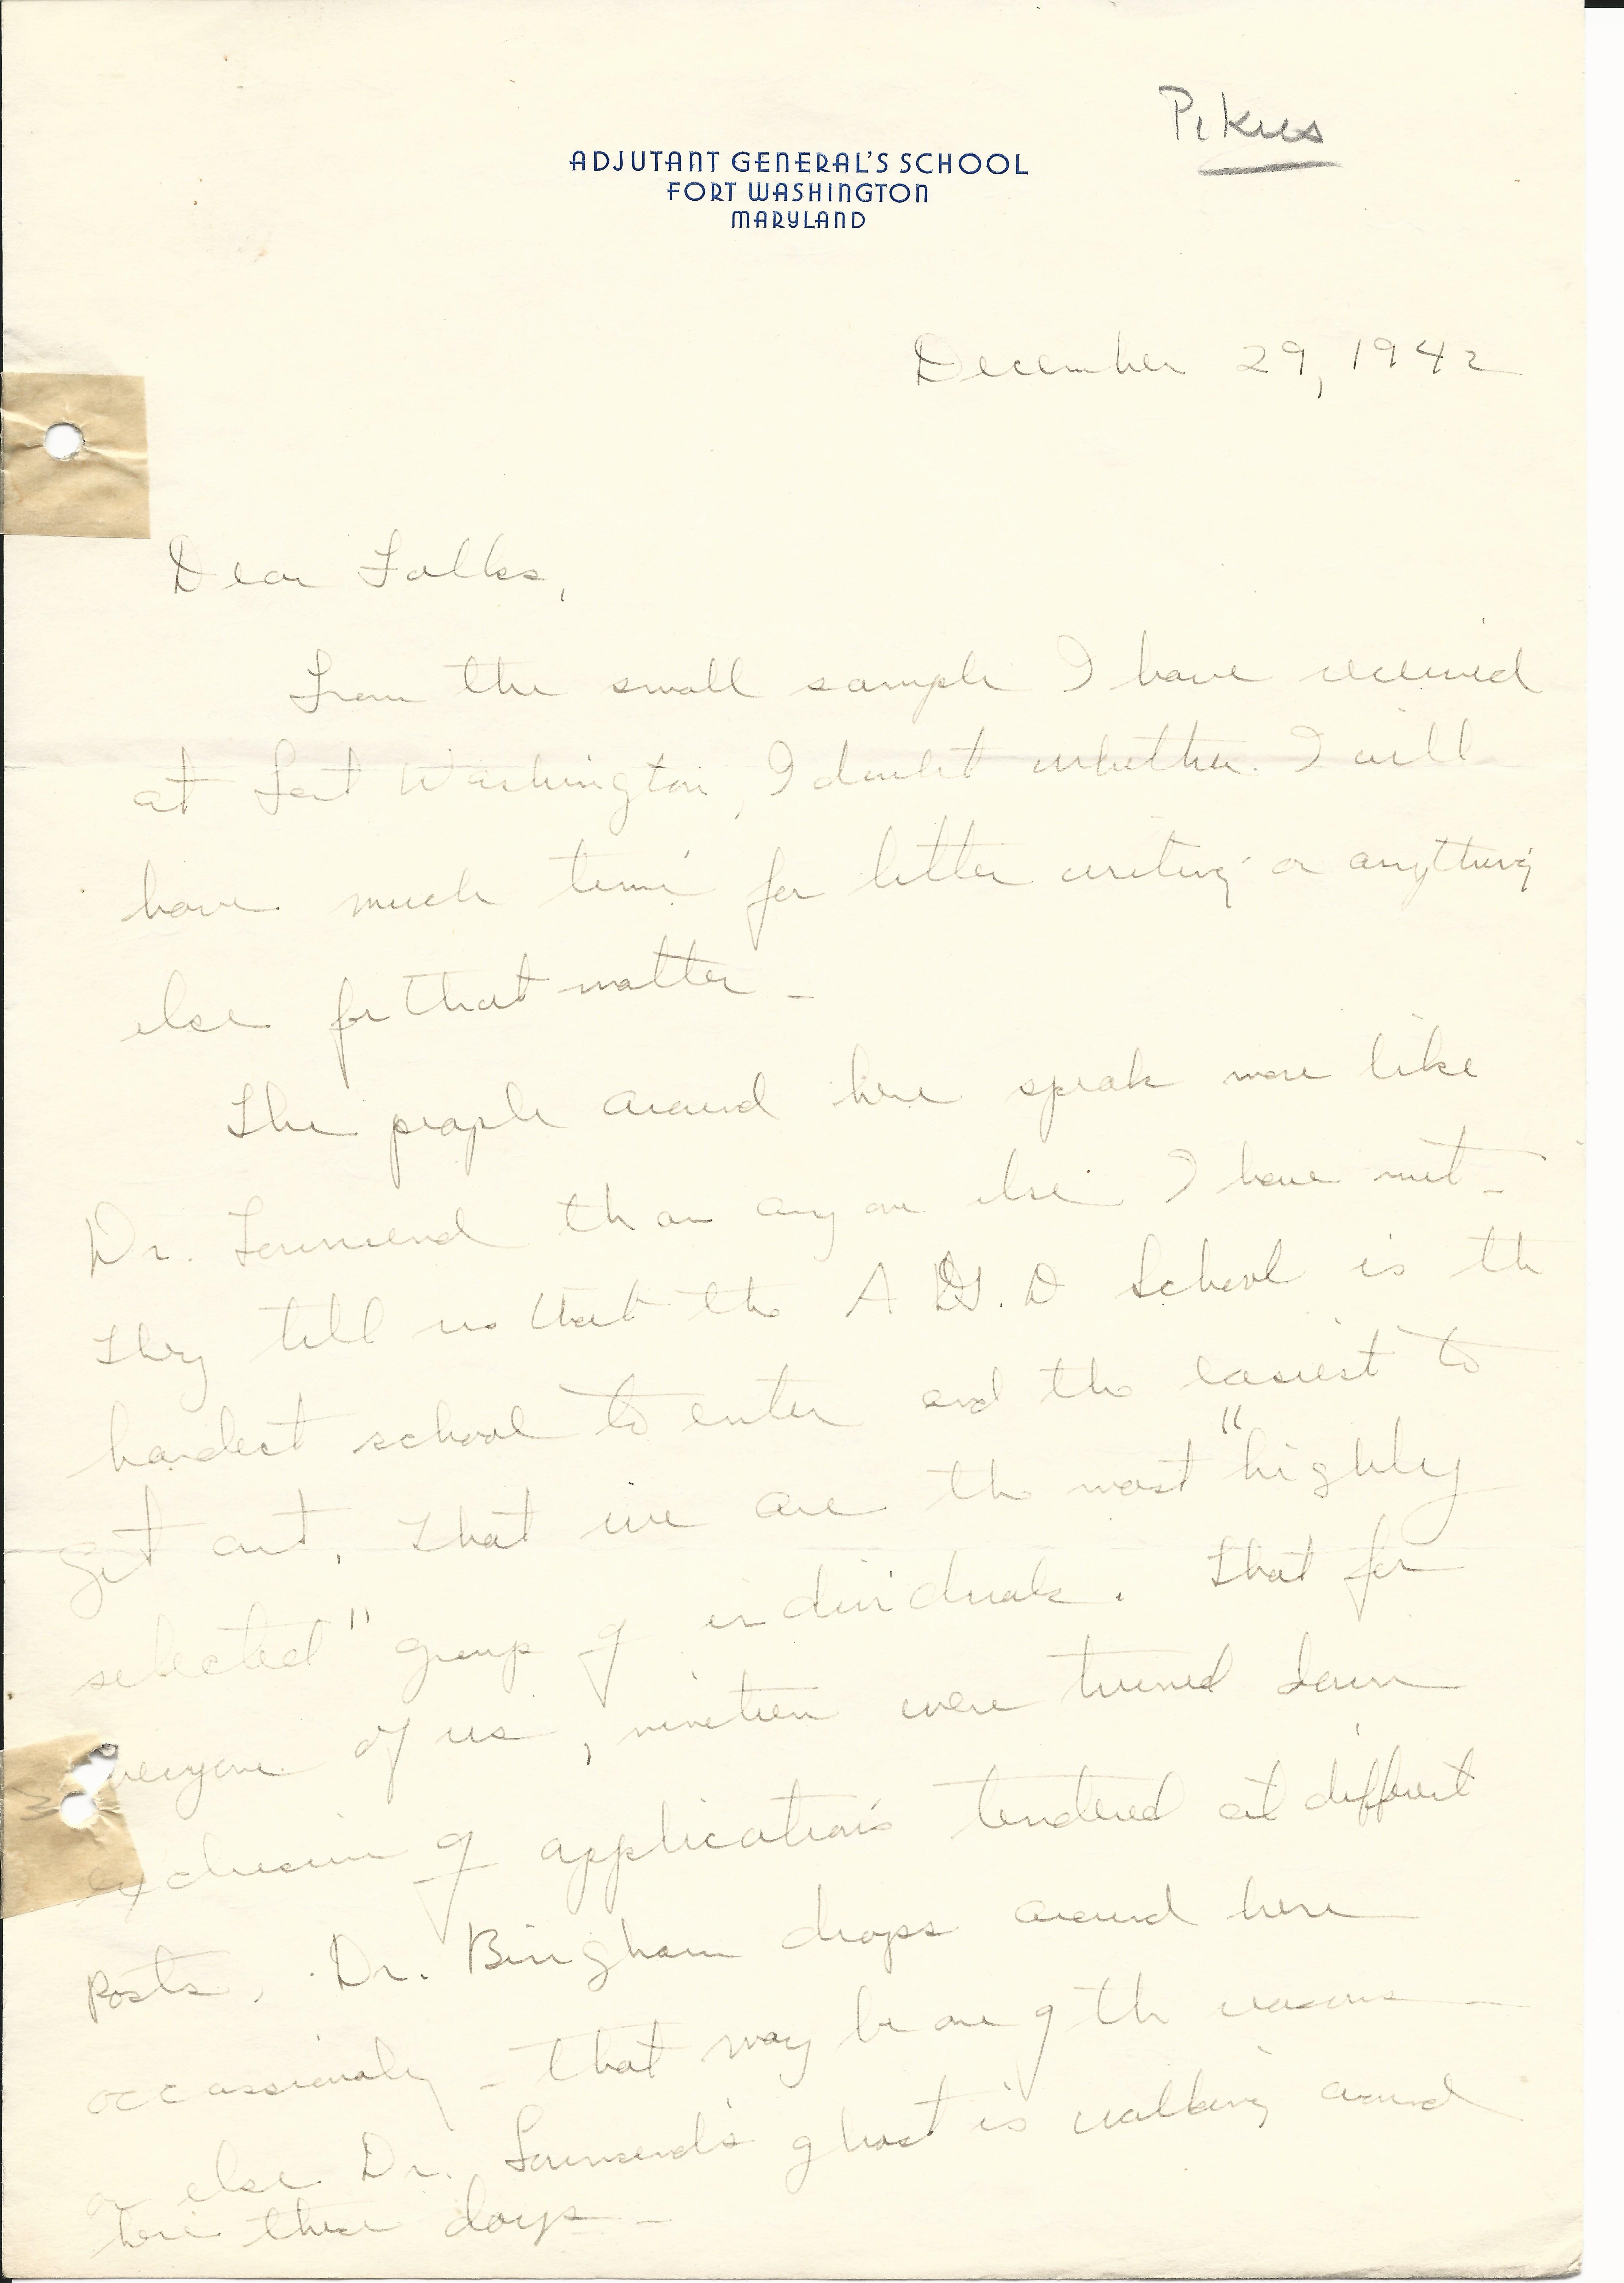 Pikus
ADJUTANT GENERAL'S SCHOOL
FORT WASHINGTON
MARYLAND
December 29, 1942
Dear Folks,
From the small sample I have received
at Fort Washington, I doubt whether I will
have much time for letter writing or anything
else for that matter -
The people around here speak more like
Dr. Townsend than anyone else I have met -
They tell us that the A G. D School is the
hardest school to enter and the easiest to
get out, that we are the most "highly
selected" group of individuals. That for
everyone of us, nineteen were turned down
exclusive of applications tendered at different
Posts. Dr. Bingham drops around here
occassionaly - that may be one of the reasons
or else Dr. Townsend's ghost is walking around
here these days -